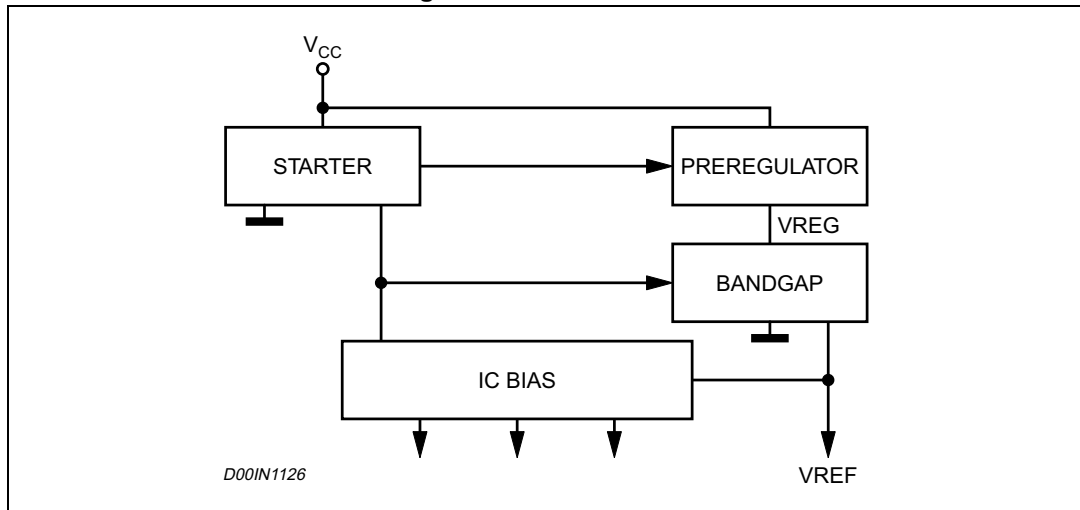 VCC
STARTER
PREREGULATOR
VREG
BANDGAP
IC BIAS
D00IN1126
VREF